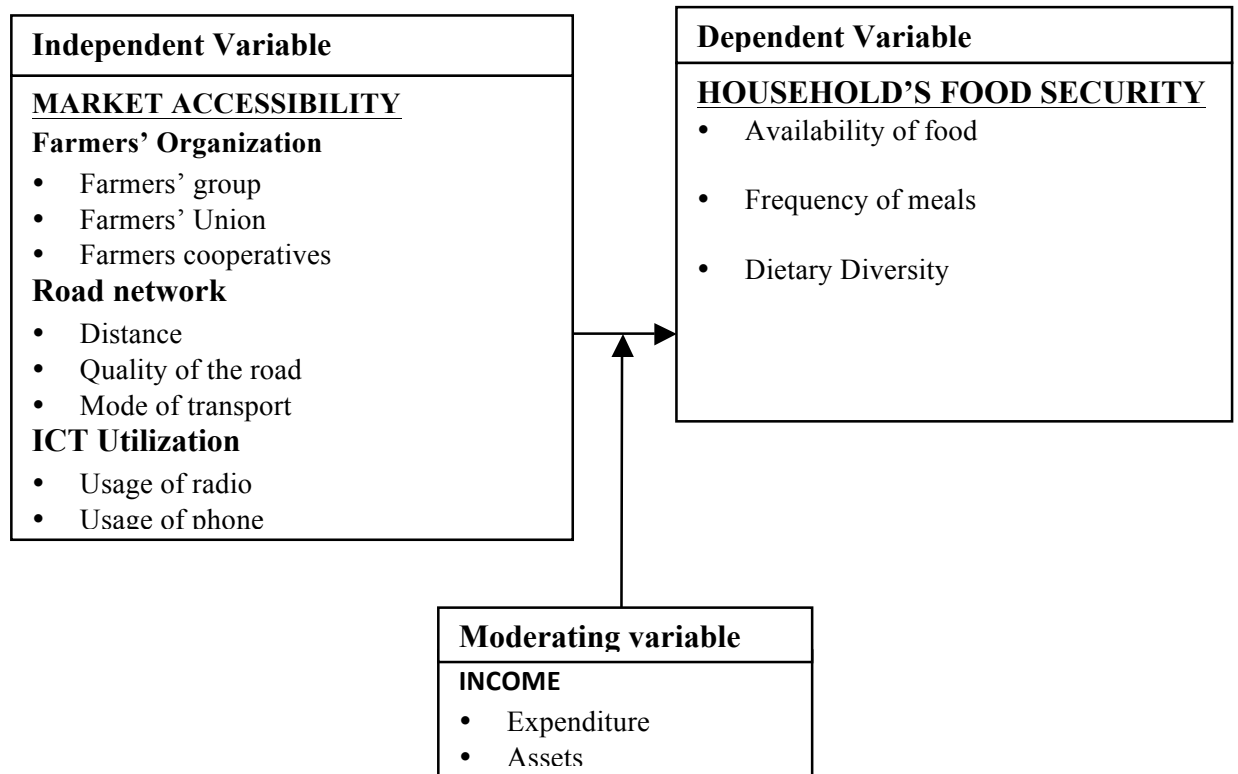 Independent Variable
MARKET ACCESSIBILITY
Farmers’ Organization
• Farmers’ group
• Farmers’ Union
• Farmers cooperatives
Road network
• Distance
• Quality of the road
• Mode of transport
ICT Utilization
• Usage of radio
• Usage of phone
Dependent Variable
HOUSEHOLD’S FOOD SECURITY
• Availability of food
• Frequency of meals
• Dietary Diversity
Moderating variable
INCOME
• Expenditure
• Assets